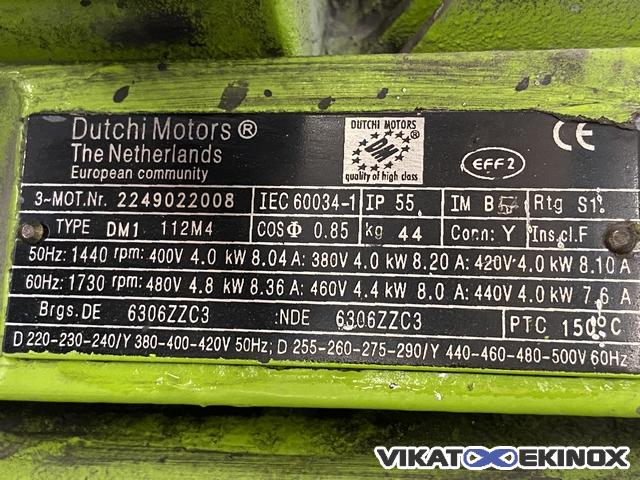 Dutchi Motors ®
The Netherlands
European community
DUTCHI MOTORS
DM
quality of high class
EFF2
CE
3~MOT.Nr. 2249022008 IEC 60034-1 IP 55 IM B Rtg S1
TYPE DM1 112M4 COS Φ 0.85 kg 44 Conn: Y Ins.cl.F
50Hz: 1440 rpm: 400V 4.0 kW 8.04 A: 380V 4.0 kW 8.20 A: 420V 4.0 kW 8.10 A
60Hz: 1730 rpm: 480V 4.8 kW 8.36 A: 460V 4.4 kW 8.0 A: 440V 4.0 kW 7.6 A
Brgs.DE 6306ZZC3 :NDE 6306ZZC3 PTC 150°C
D 220-230-240/Y 380-400-420V 50Hz; D 255-260-275-290/Y 440-460-480-500V 60Hz
VIKATOO EKINOX